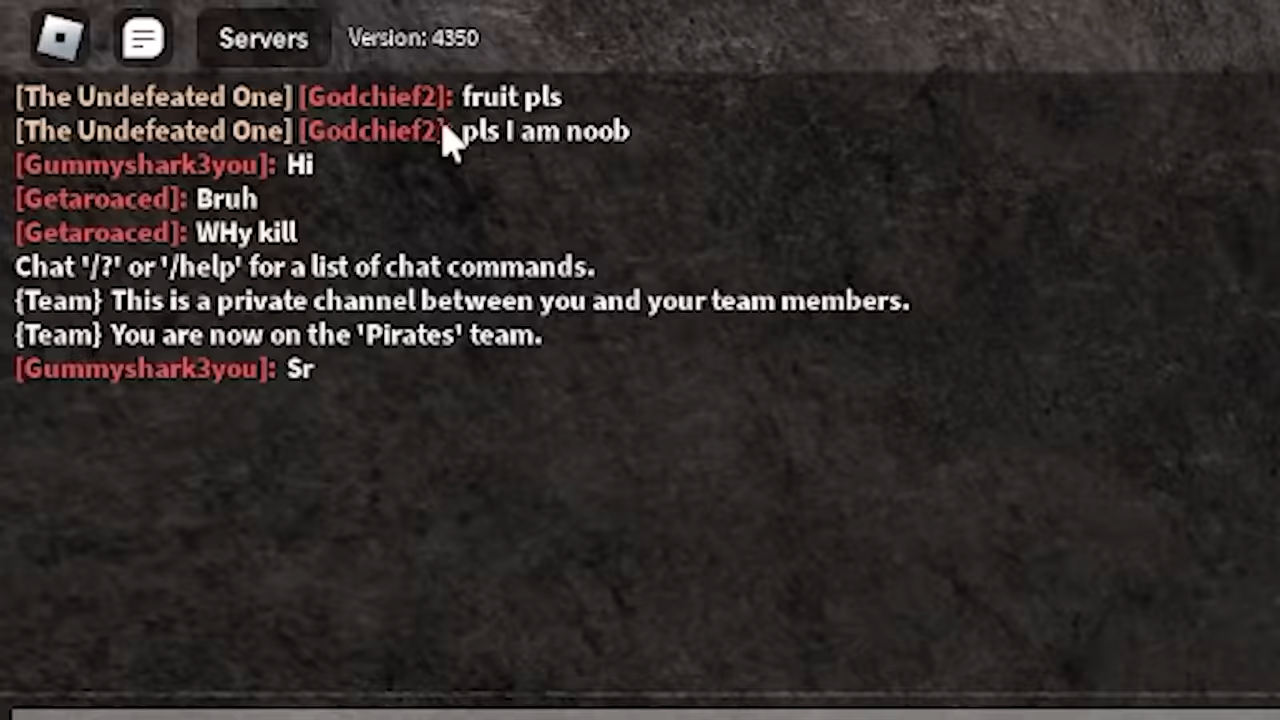 Servers Version: 4350
[The Undefeated One] [Godchief2]: fruit pls
[The Undefeated One] [Godchief2]: pls I am noob
[Gummyshark3you]: Hi
[Getaroaced]: Bruh
[Getaroaced]: WHy kill
Chat '/?' or '/help' for a list of chat commands.
{Team} This is a private channel between you and your team members.
{Team} You are now on the 'Pirates' team.
[Gummyshark3you]: Sr